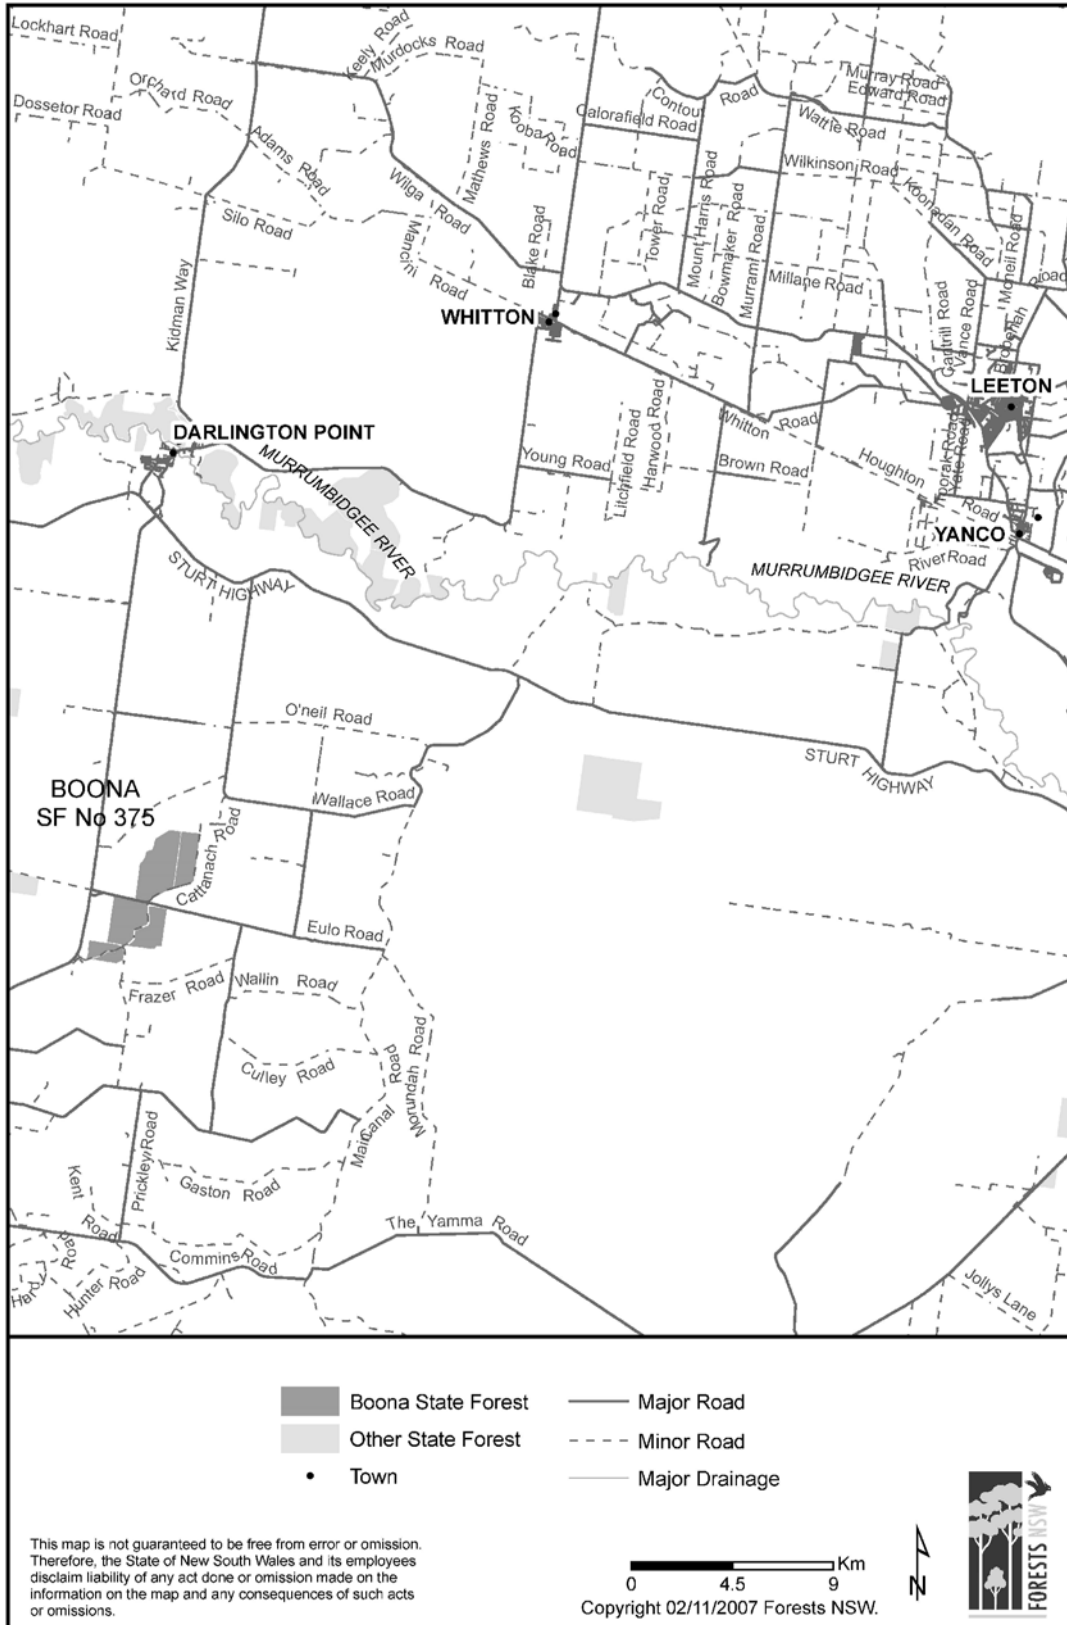 Lockhart Road
Keely Road
Murdocks Road
Orchard Road
Dossetor Road
Adams Road
Mathews Road
Kooba Road
Contour Road
Calorafield Road
Murray Road
Edward Road
Wattle Road
Wilkinson Road
Koonadan Road
Silo Road
Wilga Road
Mancini Road
Blake Road
Tower Road
Mount Harris Road
Bowmaker Road
Murrami Road
Millane Road
Cantrill Road
Vance Road
Brobenah Road
Kidman Way
WHITTON
LEETON
DARLINGTON POINT
MURRUMBIDGEE RIVER
Whitton Road
Young Road
Litchfield Road
Harwood Road
Brown Road
Houghton Road
Yate Road
YANCO
River Road
MURRUMBIDGEE RIVER
STURT HIGHWAY
O'neil Road
STURT HIGHWAY
BOONA
SF No 375
Wallace Road
Cattanach Road
Eulo Road
Frazer Road
Wallin Road
Culley Road
Main Canal Road
Morundah Road
Prickley Road
Kent Road
Gaston Road
The Yamma Road
Commins Road
Hunter Road
Jollys Lane
Boona State Forest
Major Road
Other State Forest
Minor Road
Town
Major Drainage
This map is not guaranteed to be free from error or omission.
Therefore, the State of New South Wales and its employees
disclaim liability of any act done or omission made on the
information on the map and any consequences of such acts
or omissions.
Km
0 4.5 9
Copyright 02/11/2007 Forests NSW.
N
FORESTS NSW